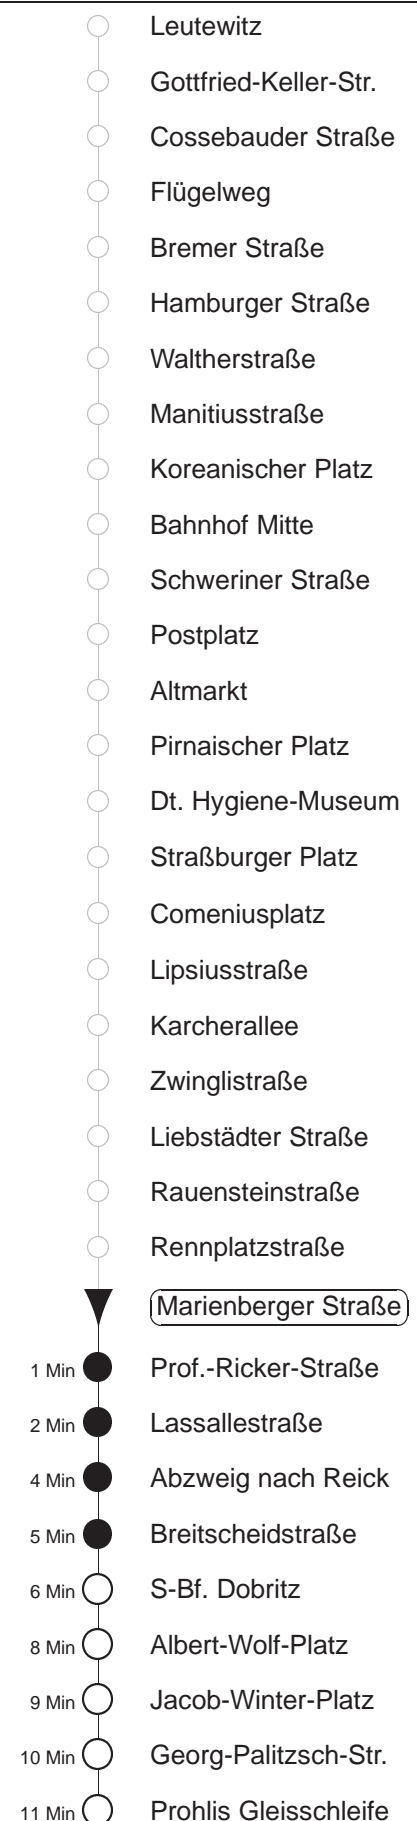 Leutewitz
Gottfried-Keller-Str.
Cossebauder Straße
Flügelweg
Bremer Straße
Hamburger Straße
Waltherstraße
Manitiusstraße
Koreanischer Platz
Bahnhof Mitte
Schweriner Straße
Postplatz
Altmarkt
Pirnaischer Platz
Dt. Hygiene-Museum
Straßburger Platz
Comeniusplatz
Lipsiusstraße
Karcherallee
Zwinglistraße
Liebstädter Straße
Rauensteinstraße
Rennplatzstraße
Marienberger Straße
1 Min Prof.-Ricker-Straße
2 Min Lassallestraße
4 Min Abzweig nach Reick
5 Min Breitscheidstraße
6 Min S-Bf. Dobritz
8 Min Albert-Wolf-Platz
9 Min Jacob-Winter-Platz
10 Min Georg-Palitzsch-Str.
11 Min Prohlis Gleisschleife